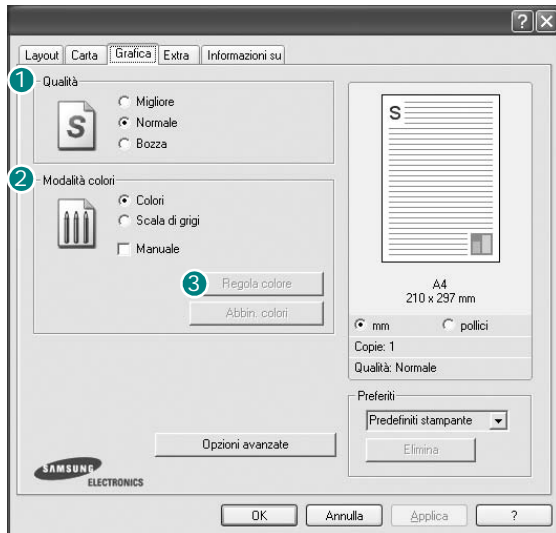 ?
X
Layout Carta Grafica Extra Informazioni su
1
Qualità
S
Migliore
Normale
Bozza
2
Modalità colori
Colori
Scala di grigi
Manuale
3
Regola colore
Abbin. colori
S
A4
210 x 297 mm
mm pollici
Copie: 1
Qualità: Normale
Preferiti
Predefiniti stampante
Elimina
Opzioni avanzate
SAMSUNG
ELECTRONICS
OK Annulla Applica ?